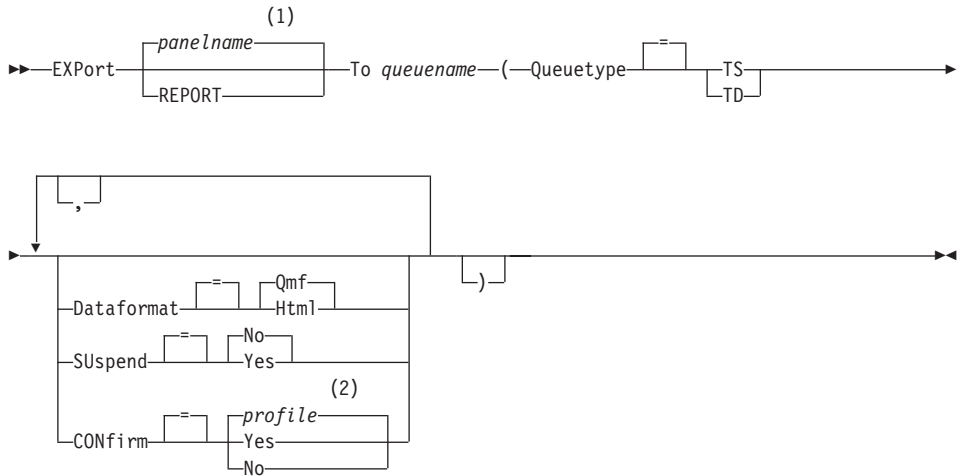 (1)
panelname
EXPort To queuename ( Queuetype = TS
REPORT TD
,
Dataformat = Qmf
Html
)
SUspend = No
Yes
(2)
CONfirm = profile
Yes
No